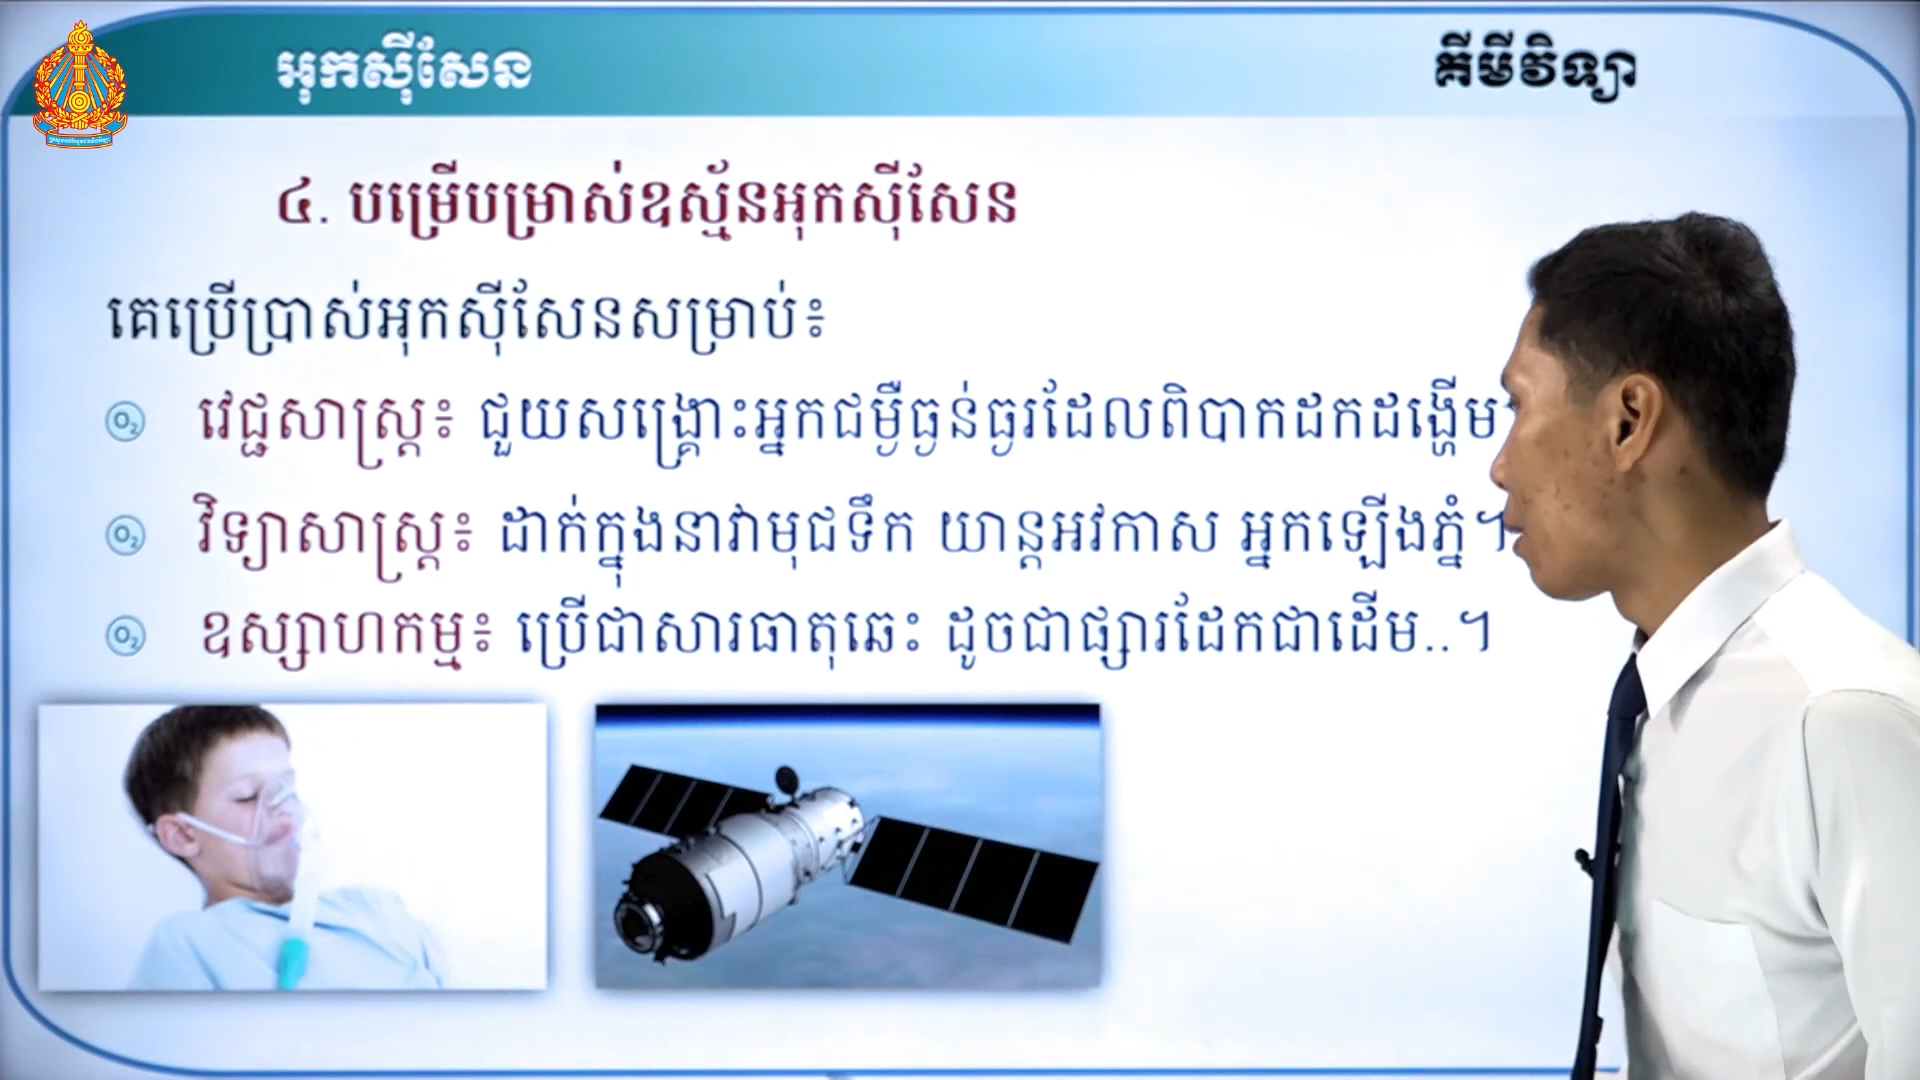 អុកស៊ីសែន
គីមីវិទ្យា
៤. បម្រើបម្រាស់ឧស្ម័នអុកស៊ីសែន
គេប្រើប្រាស់អុកស៊ីសែនសម្រាប់៖
O₂ វេជ្ជសាស្ត្រ៖ ជួយសង្គ្រោះអ្នកជម្ងឺធ្ងន់ធ្ងរដែលពិបាកដកដង្ហើម
O₂ វិទ្យាសាស្ត្រ៖ ដាក់ក្នុងនាវាមុជទឹក យាន្តអវកាស អ្នកឡើងភ្នំ។
O₂ ឧស្សាហកម្ម៖ ប្រើជាសារធាតុឆេះ ដូចជាផ្សារដែកជាដើម..។